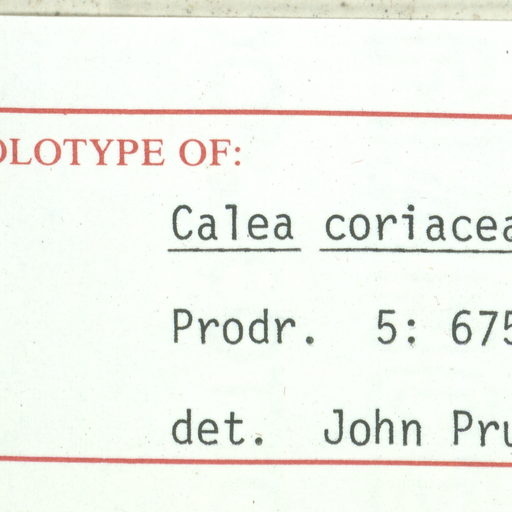 OLOTYPE OF:
Calea coriacea
Prodr. 5: 675
det. John Pru